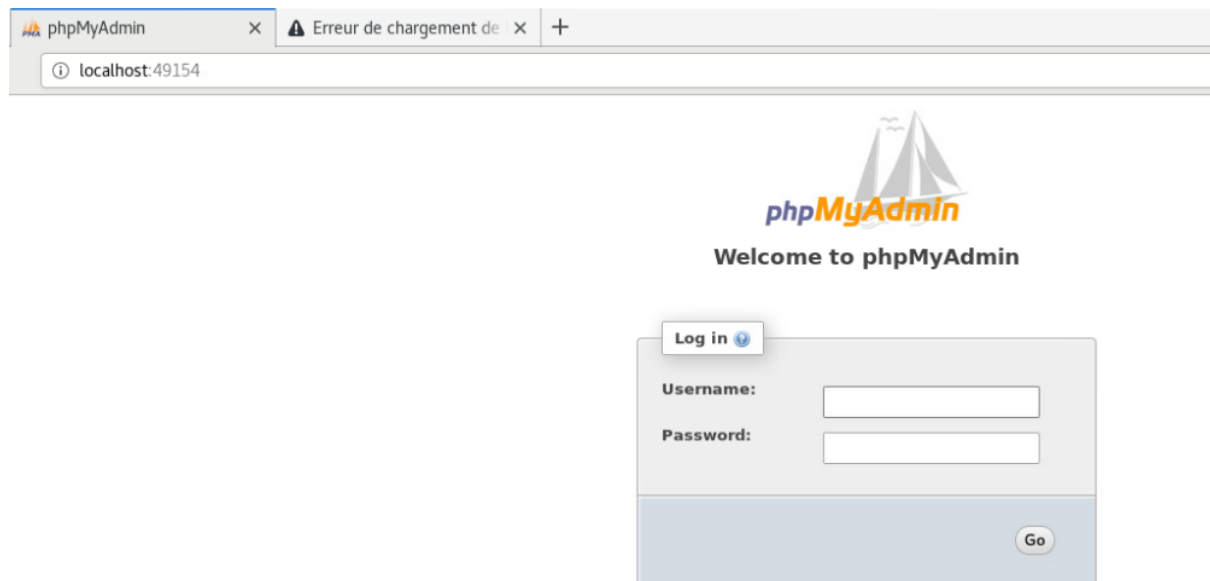 phpMyAdmin
Erreur de chargement de
localhost:49154
phpMyAdmin
Welcome to phpMyAdmin
Log in
Username:
Password:
Go